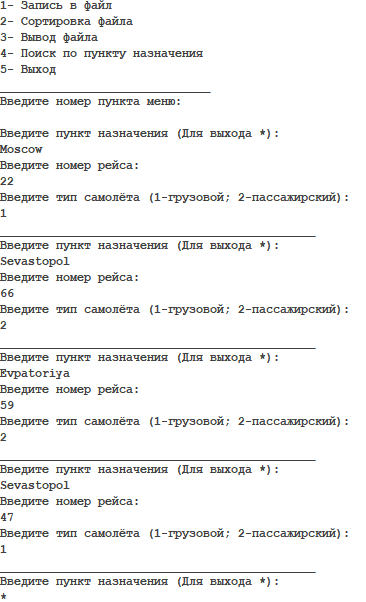 1- Запись в файл
2- Сортировка файла
3- Вывод файла
4- Поиск по пункту назначения
5- Выход
______________________________
Введите номер пункта меню:
Введите пункт назначения (Для выхода *):
Moscow
Введите номер рейса:
22
Введите тип самолёта (1-грузовой; 2-пассажирский):
1
_____________________________________________
Введите пункт назначения (Для выхода *):
Sevastopol
Введите номер рейса:
66
Введите тип самолёта (1-грузовой; 2-пассажирский):
2
_____________________________________________
Введите пункт назначения (Для выхода *):
Evpatoriya
Введите номер рейса:
59
Введите тип самолёта (1-грузовой; 2-пассажирский):
2
_____________________________________________
Введите пункт назначения (Для выхода *):
Sevastopol
Введите номер рейса:
47
Введите тип самолёта (1-грузовой; 2-пассажирский):
1
_____________________________________________
Введите пункт назначения (Для выхода *):
*